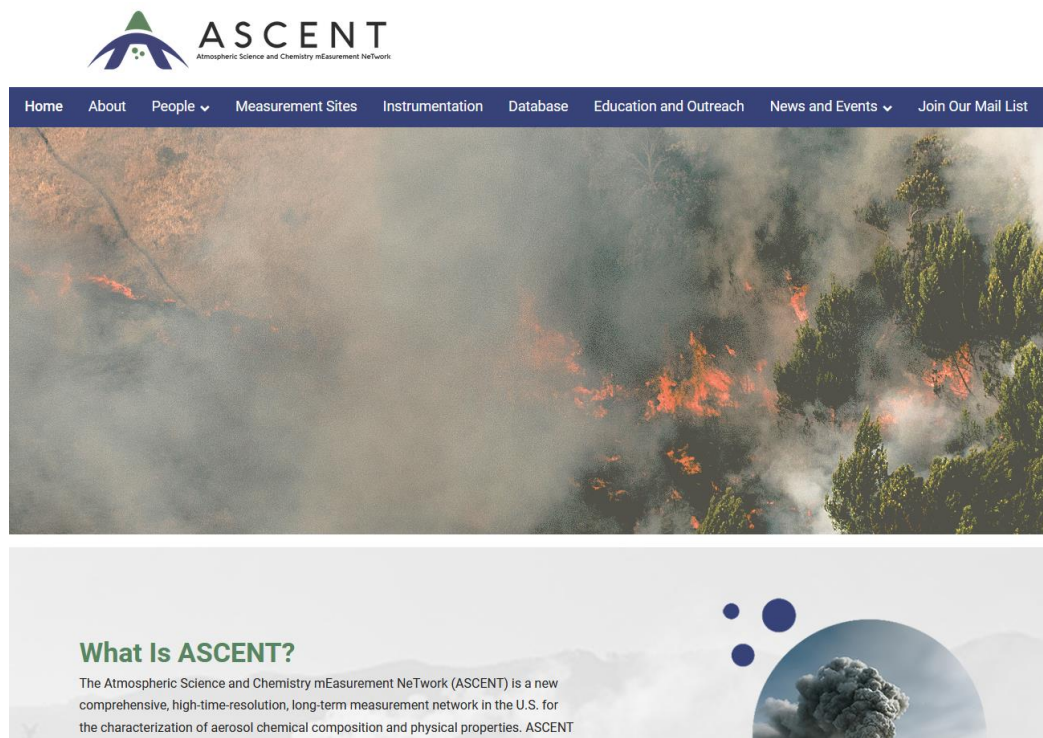 ASCENT
Atmospheric Science and Chemistry mEasurement NeTwork
Home About People Measurement Sites Instrumentation Database Education and Outreach News and Events Join Our Mail List
What Is ASCENT?
The Atmospheric Science and Chemistry mEasurement NeTwork (ASCENT) is a new
comprehensive, high-time-resolution, long-term measurement network in the U.S. for
the characterization of aerosol chemical composition and physical properties. ASCENT